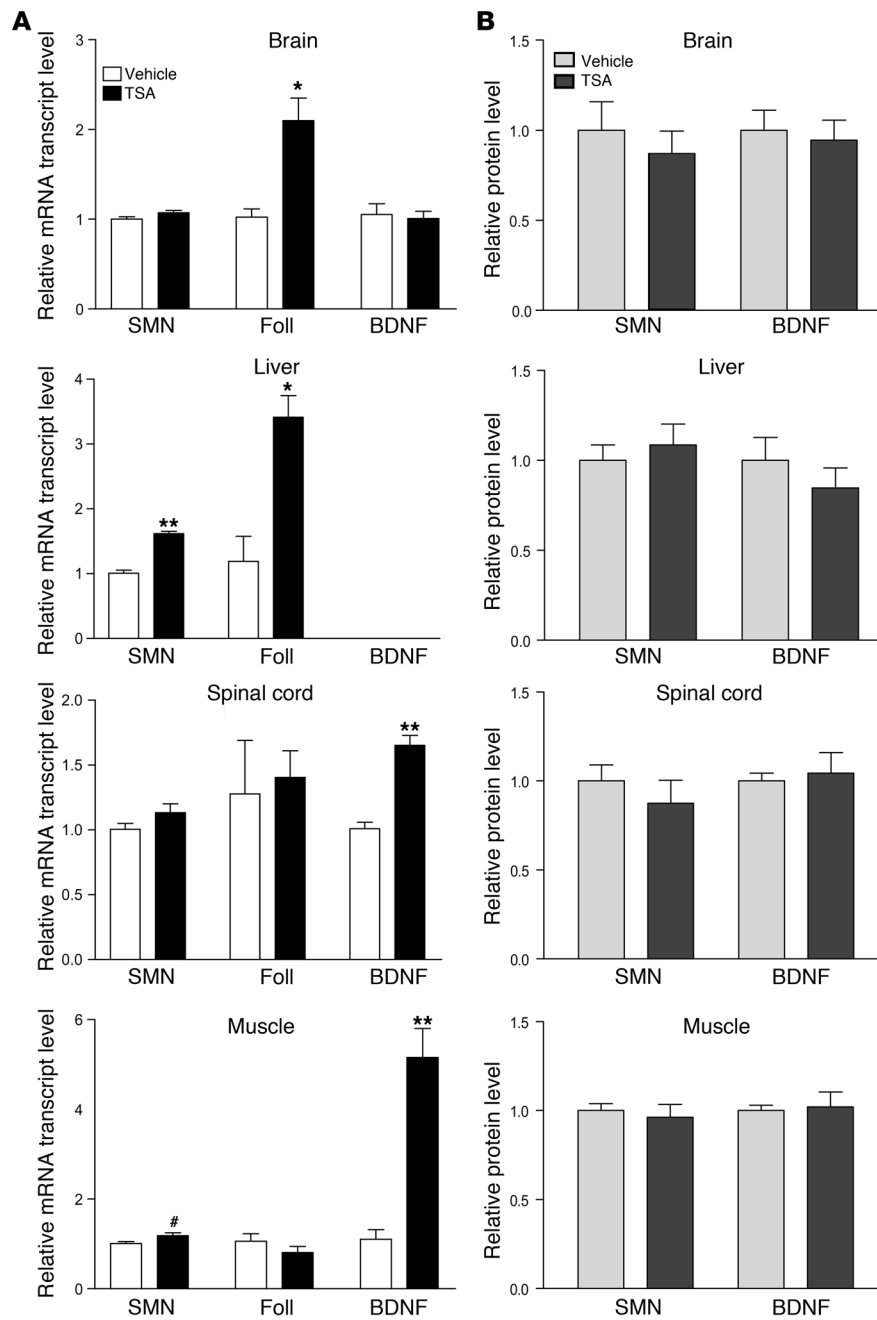 A
Brain
Relative mRNA transcript level
3
2
1
0
Vehicle
TSA
*
SMN Foll BDNF
Liver
Relative mRNA transcript level
4
3
2
1
0
**
*
SMN Foll BDNF
Spinal cord
Relative mRNA transcript level
2.0
1.5
1.0
0.5
0.0
**
SMN Foll BDNF
Muscle
Relative mRNA transcript level
6
4
2
1
0
#
**
SMN Foll BDNF
B
Brain
Relative protein level
1.5
1.0
0.5
0.0
Vehicle
TSA
SMN BDNF
Liver
Relative protein level
1.5
1.0
0.5
0.0
SMN BDNF
Spinal cord
Relative protein level
1.5
1.0
0.5
0.0
SMN BDNF
Muscle
Relative protein level
1.5
1.0
0.5
0.0
SMN BDNF